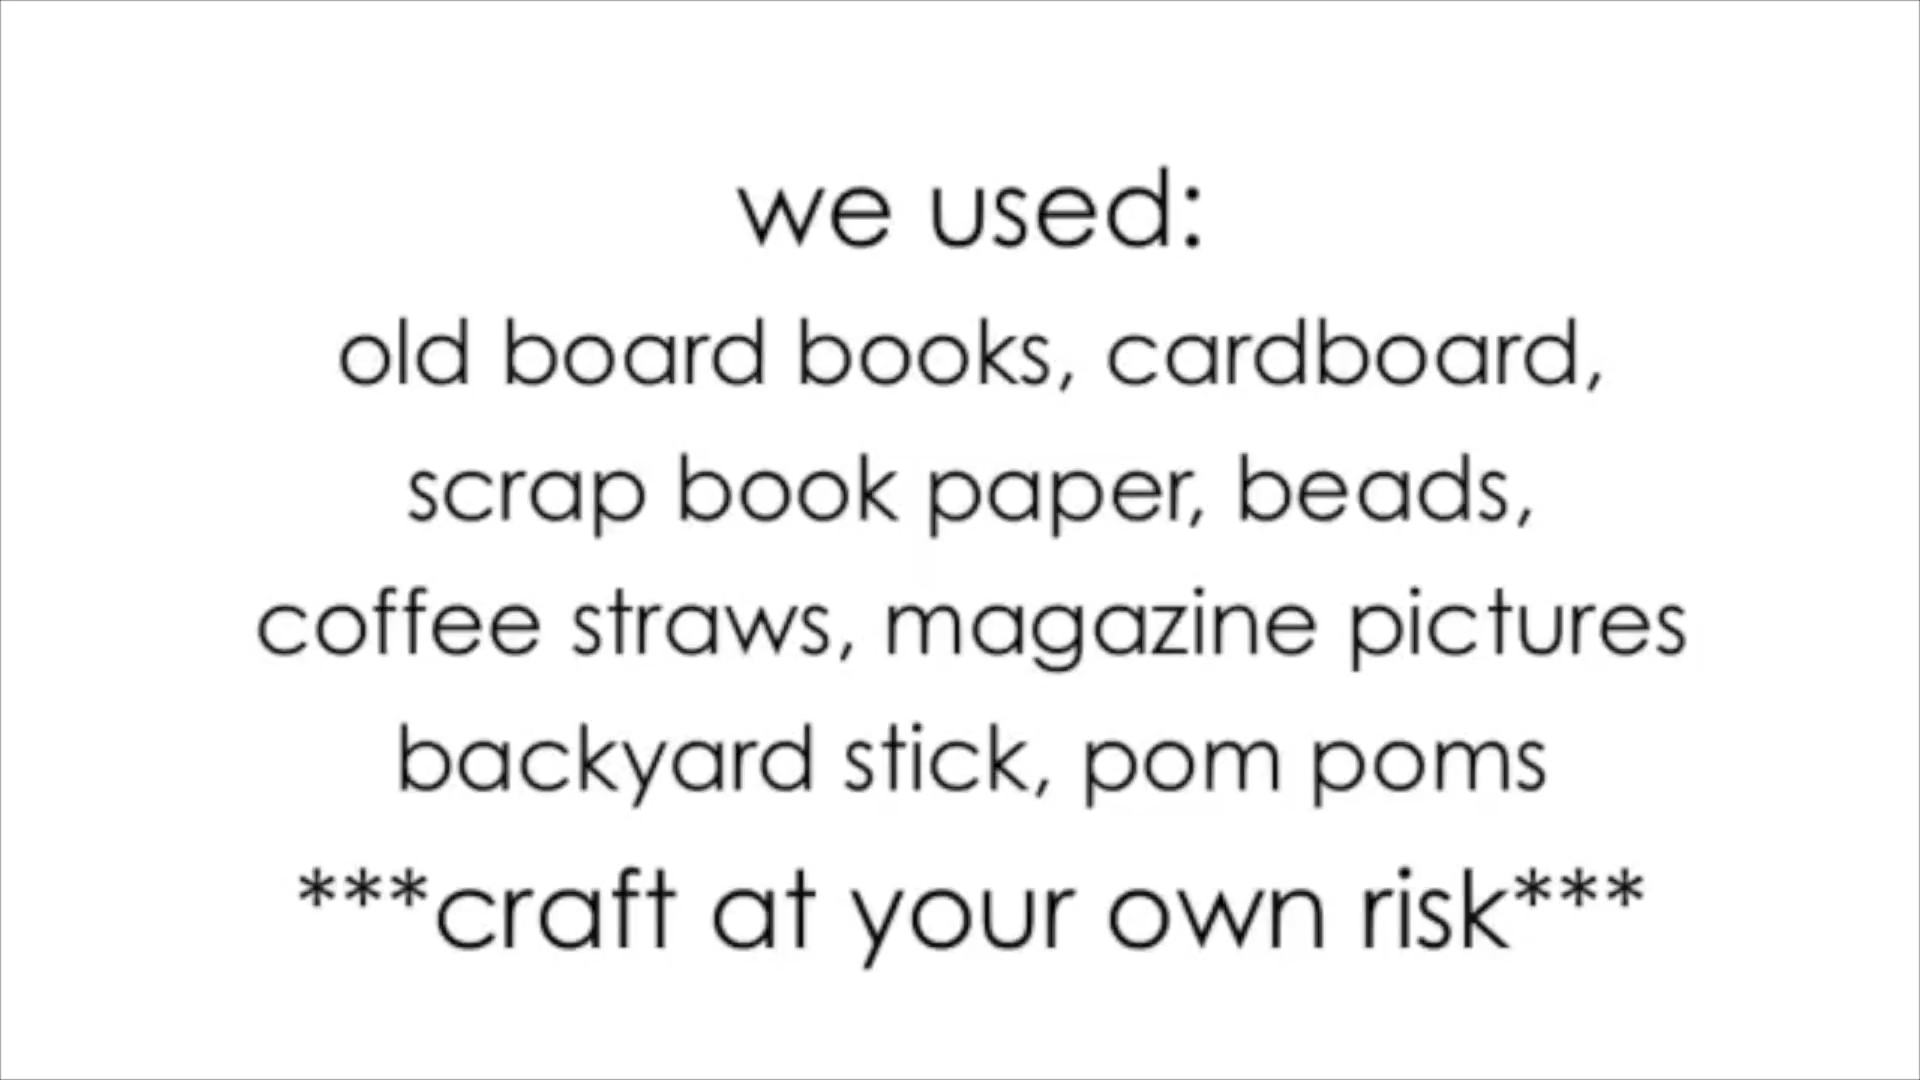 we used:
old board books, cardboard,
scrap book paper, beads,
coffee straws, magazine pictures
backyard stick, pom poms
***craft at your own risk***